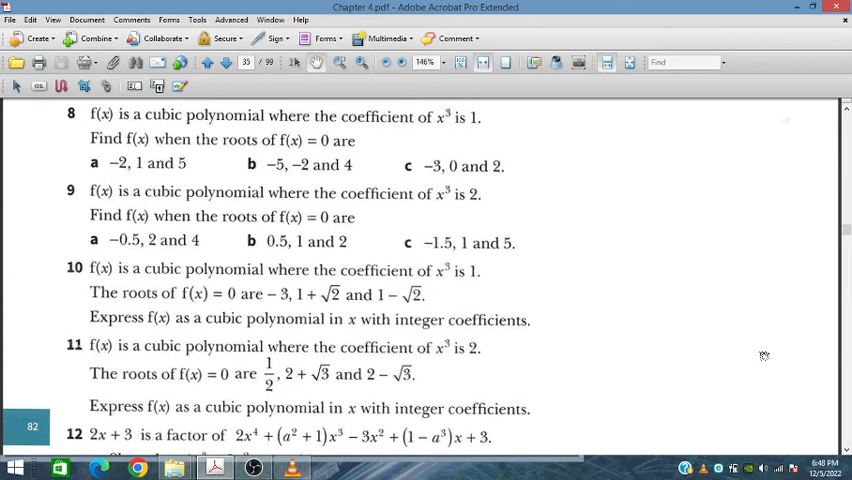 Chapter 4.pdf - Adobe Acrobat Pro Extended
File Edit View Window Document Comments Forms Tools Advanced Window Help
Create Combine Collaborate Secure Sign Forms Multimedia Comment
35 / 99 146% Find
8 f(x) is a cubic polynomial where the coefficient of x³ is 1.
Find f(x) when the roots of f(x) = 0 are
a −2, 1 and 5 b −5, −2 and 4 c −3, 0 and 2.
9 f(x) is a cubic polynomial where the coefficient of x³ is 2.
Find f(x) when the roots of f(x) = 0 are
a −0.5, 2 and 4 b 0.5, 1 and 2 c −1.5, 1 and 5.
10 f(x) is a cubic polynomial where the coefficient of x³ is 1.
The roots of f(x) = 0 are − 3, 1 + √2 and 1 − √2.
Express f(x) as a cubic polynomial in x with integer coefficients.
11 f(x) is a cubic polynomial where the coefficient of x³ is 2.
The roots of f(x) = 0 are 1/2, 2 + √3 and 2 − √3.
Express f(x) as a cubic polynomial in x with integer coefficients.
82
12 2x + 3 is a factor of 2x⁴ + (a² + 1)x³ − 3x² + (1 − a³)x + 3.
6:48 PM
12/5/2022